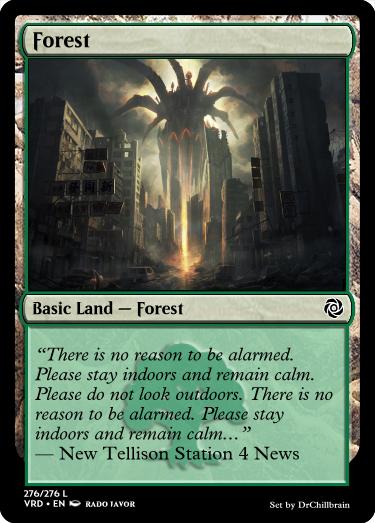 Forest
Basic Land — Forest
“There is no reason to be alarmed.
Please stay indoors and remain calm.
Please do not look outdoors. There is no
reason to be alarmed. Please stay
indoors and remain calm…”
— New Tellison Station 4 News
276/276 L
VRD • EN RADO JAVOR
Set by DrChillbrain